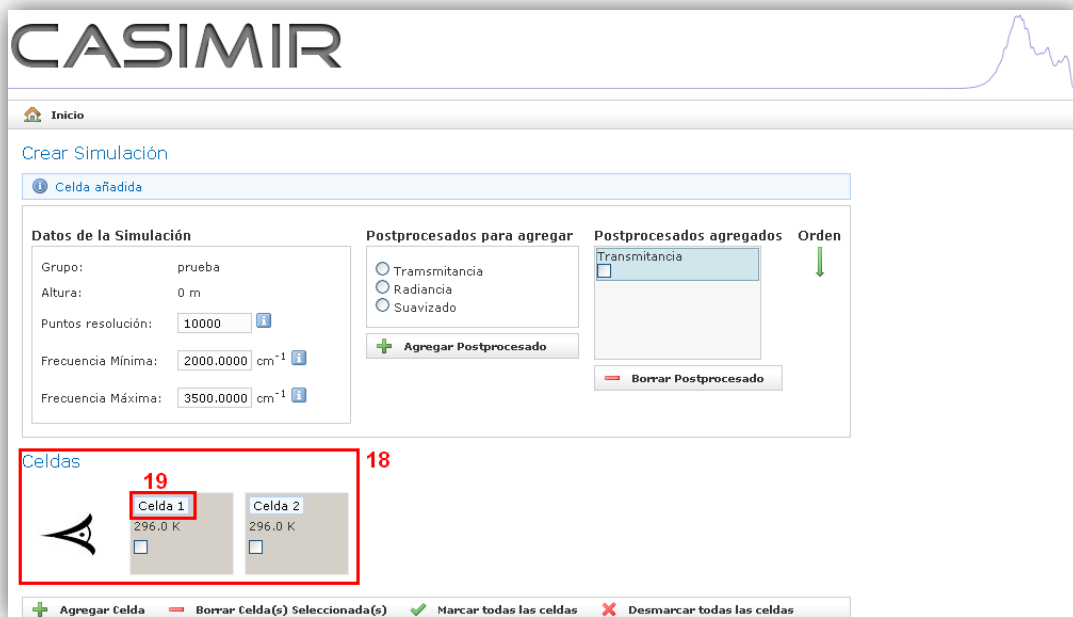 CASIMIR
Inicio
Crear Simulación
Celda añadida
Datos de la Simulación
Grupo: prueba
Altura: 0 m
Puntos resolución: 10000
Frecuencia Mínima: 2000.0000 cm⁻¹
Frecuencia Máxima: 3500.0000 cm⁻¹
Postprocesados para agregar
Tramsmitancia
Radiancia
Suavizado
Agregar Postprocesado
Postprocesados agregados
Transmitancia
Borrar Postprocesado
Orden
Celdas
18
19
Celda 1
296.0 K
Celda 2
296.0 K
Agregar Celda
Borrar Celda(s) Seleccionada(s)
Marcar todas las celdas
Desmarcar todas las celdas